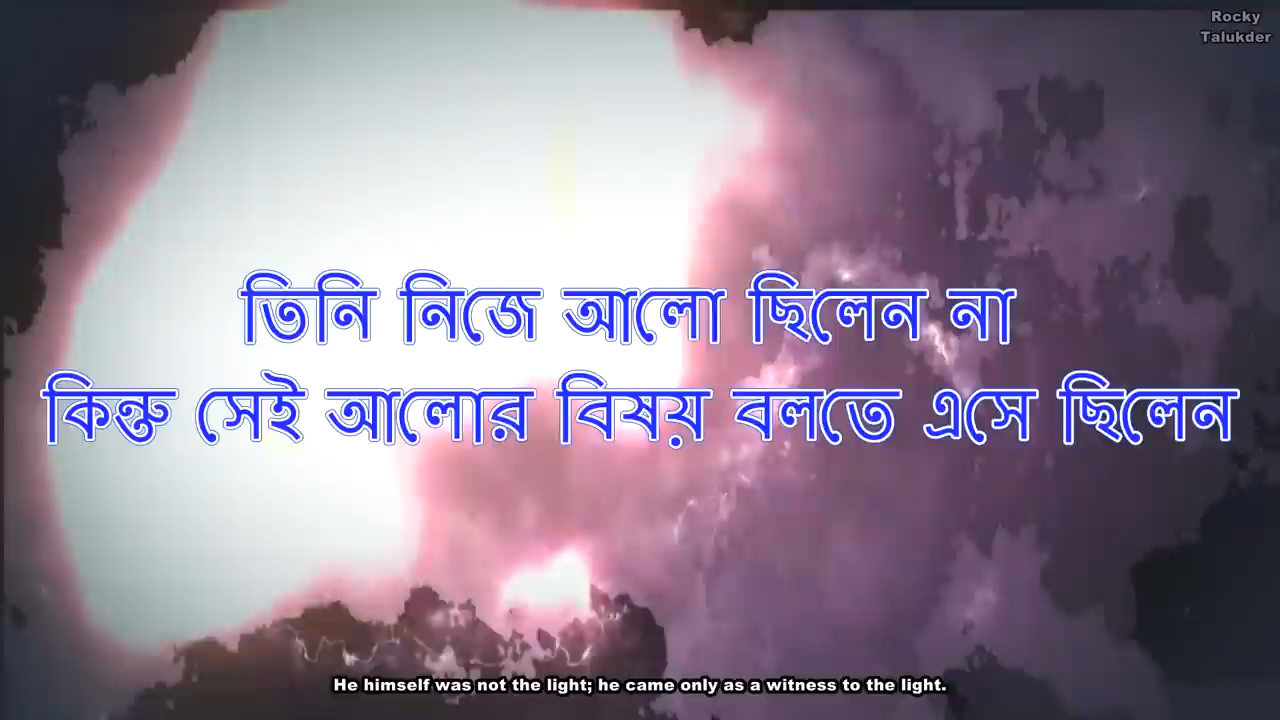 Rocky
Talukder
তিনি নিজে আলো ছিলেন না
কিন্তু সেই আলোর বিষয় বলতে এসে ছিলেন
He himself was not the light; he came only as a witness to the light.